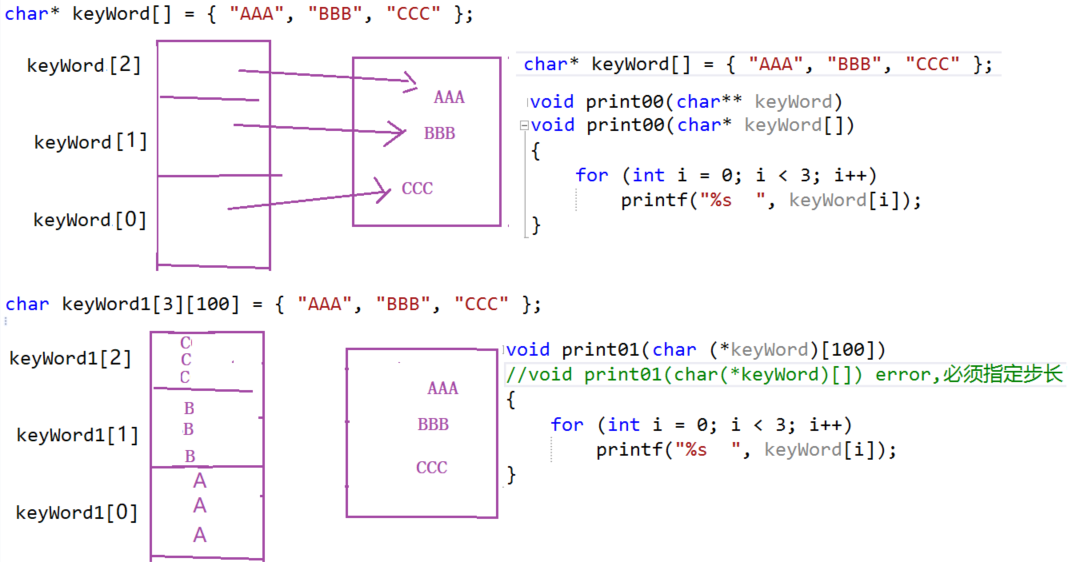 char* keyWord[] = { "AAA", "BBB", "CCC" };
keyWord[2]
AAA
keyWord[1]
BBB
CCC
keyWord[0]
char* keyWord[] = { "AAA", "BBB", "CCC" };
void print00(char** keyWord)
void print00(char* keyWord[])
{
for (int i = 0; i < 3; i++)
printf("%s  ", keyWord[i]);
}
char keyWord1[3][100] = { "AAA", "BBB", "CCC" };
keyWord1[2]
C
C
C
keyWord1[1]
B
B
B
keyWord1[0]
A
A
A
AAA
BBB
CCC
void print01(char (*keyWord)[100])
//void print01(char(*keyWord)[]) error,必须指定步长
{
for (int i = 0; i < 3; i++)
printf("%s  ", keyWord[i]);
}